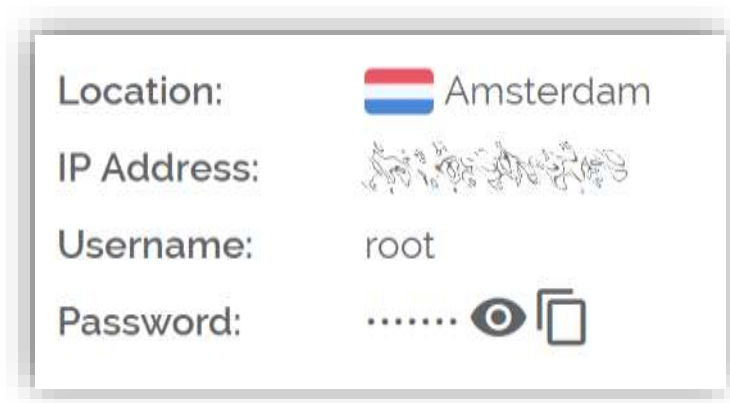 Location: Amsterdam
IP Address:
Username: root
Password: .......